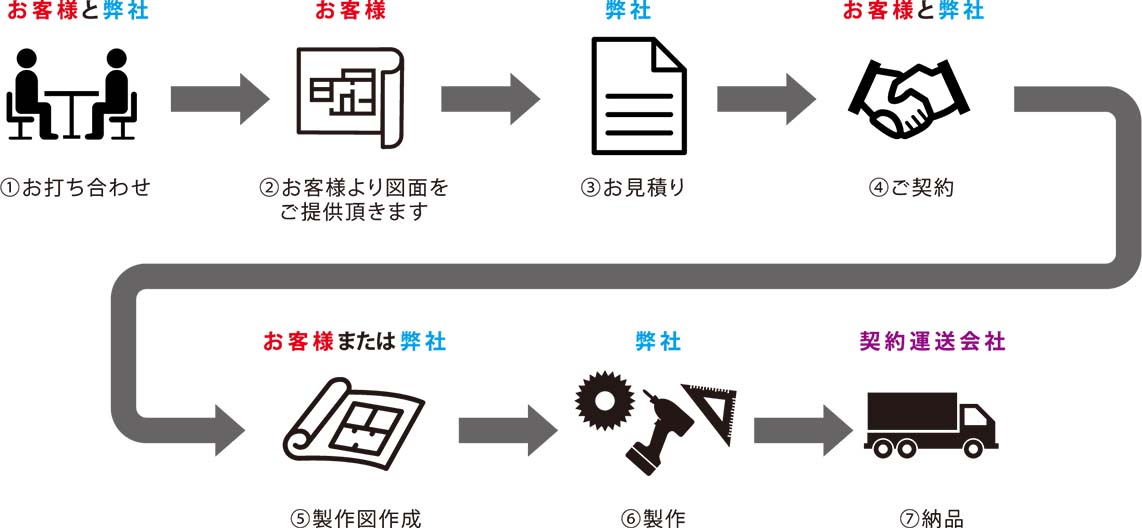 お客様と弊社
お客様
弊社
お客様と弊社
①お打ち合わせ
②お客様より図面を
ご提供頂きます
③お見積り
④ご契約
お客様または弊社
弊社
契約運送会社
⑤製作図作成
⑥製作
⑦納品